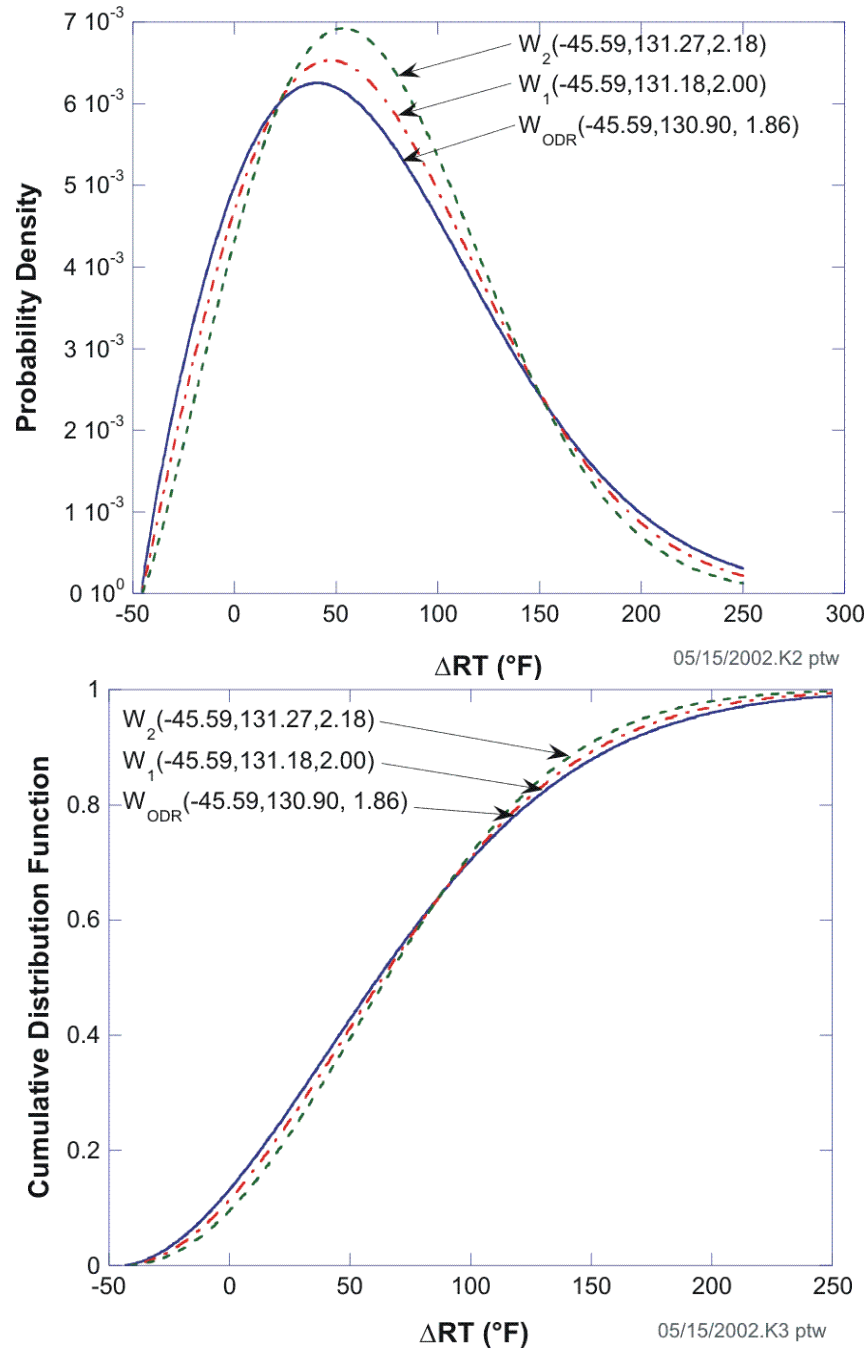 7 10-3
6 10-3
5 10-3
4 10-3
3 10-3
2 10-3
1 10-3
0 100
Probability Density
W2(-45.59,131.27,2.18)
W1(-45.59,131.18,2.00)
WODR(-45.59,130.90, 1.86)
-50 0 50 100 150 200 250 300
ΔRT (°F)
05/15/2002.K2 ptw
1
0.8
0.6
0.4
0.2
0
Cumulative Distribution Function
W2(-45.59,131.27,2.18)
W1(-45.59,131.18,2.00)
WODR(-45.59,130.90, 1.86)
-50 0 50 100 150 200 250
ΔRT (°F)
05/15/2002.K3 ptw